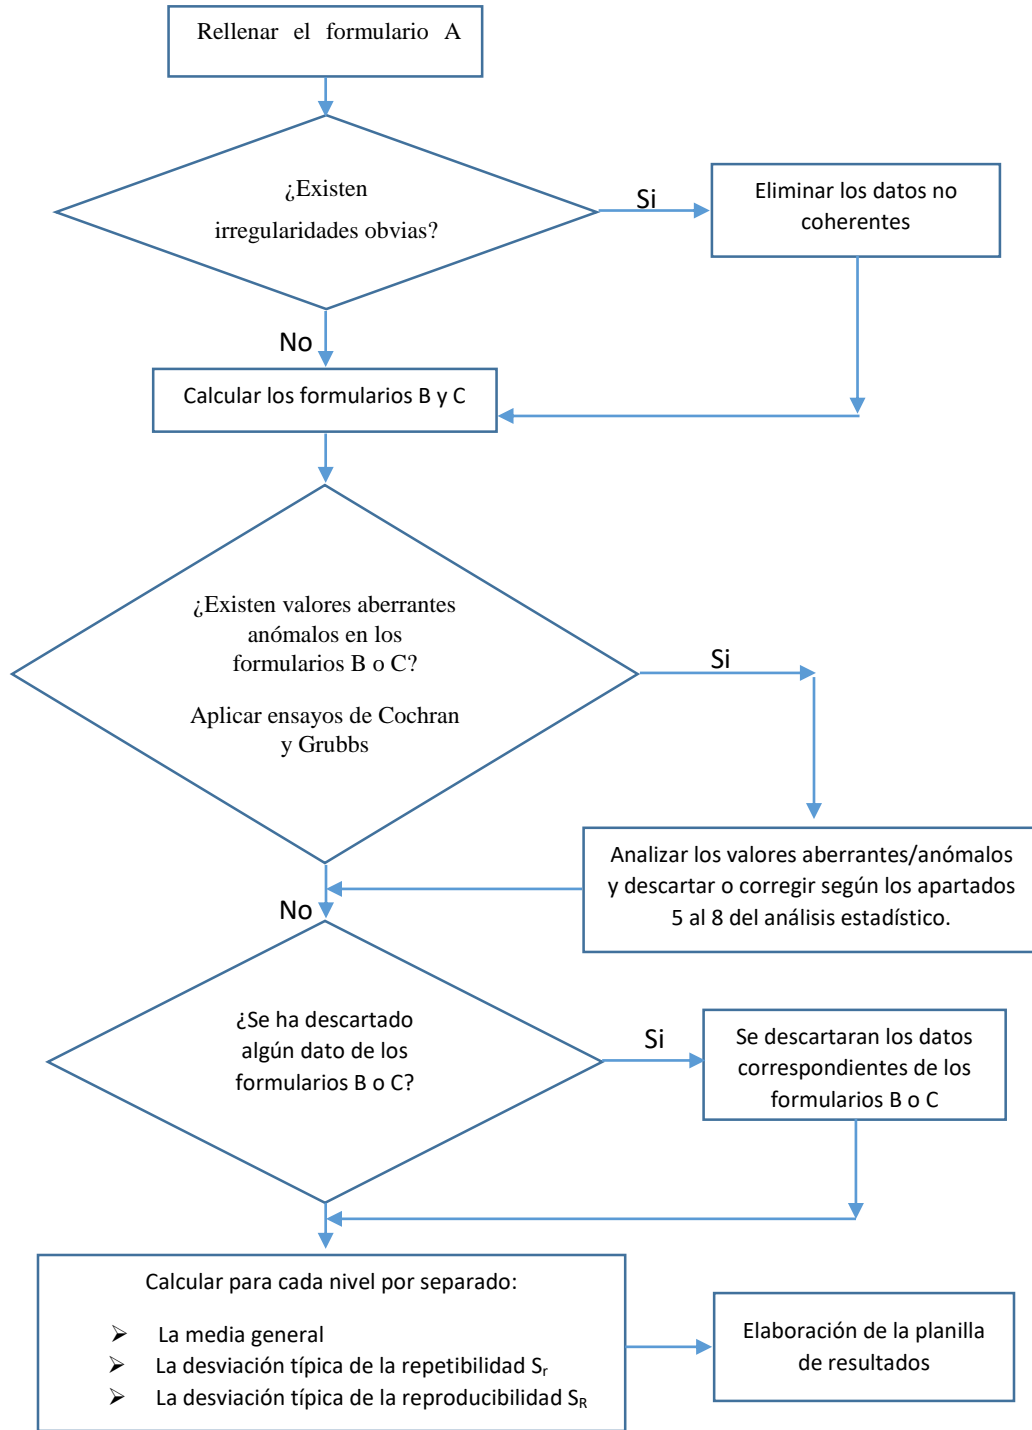 Rellenar el formulario A
¿Existen
irregularidades obvias?
Si
Eliminar los datos no
coherentes
No
Calcular los formularios B y C
¿Existen valores aberrantes
anómalos en los
formularios B o C?
Aplicar ensayos de Cochran
y Grubbs
Si
Analizar los valores aberrantes/anómalos
y descartar o corregir según los apartados
5 al 8 del análisis estadístico.
No
¿Se ha descartado
algún dato de los
formularios B o C?
Si
Se descartaran los datos
correspondientes de los
formularios B o C
Calcular para cada nivel por separado:
➢ La media general
➢ La desviación típica de la repetibilidad Sr
➢ La desviación típica de la reproducibilidad SR
Elaboración de la planilla
de resultados